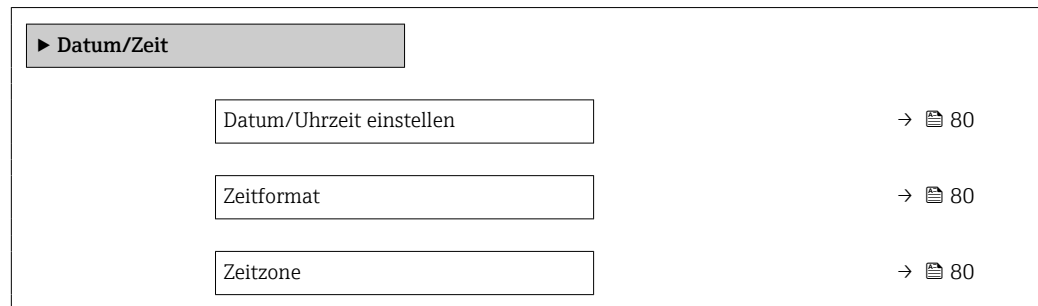 ▶ Datum/Zeit
Datum/Uhrzeit einstellen → 80
Zeitformat → 80
Zeitzone → 80